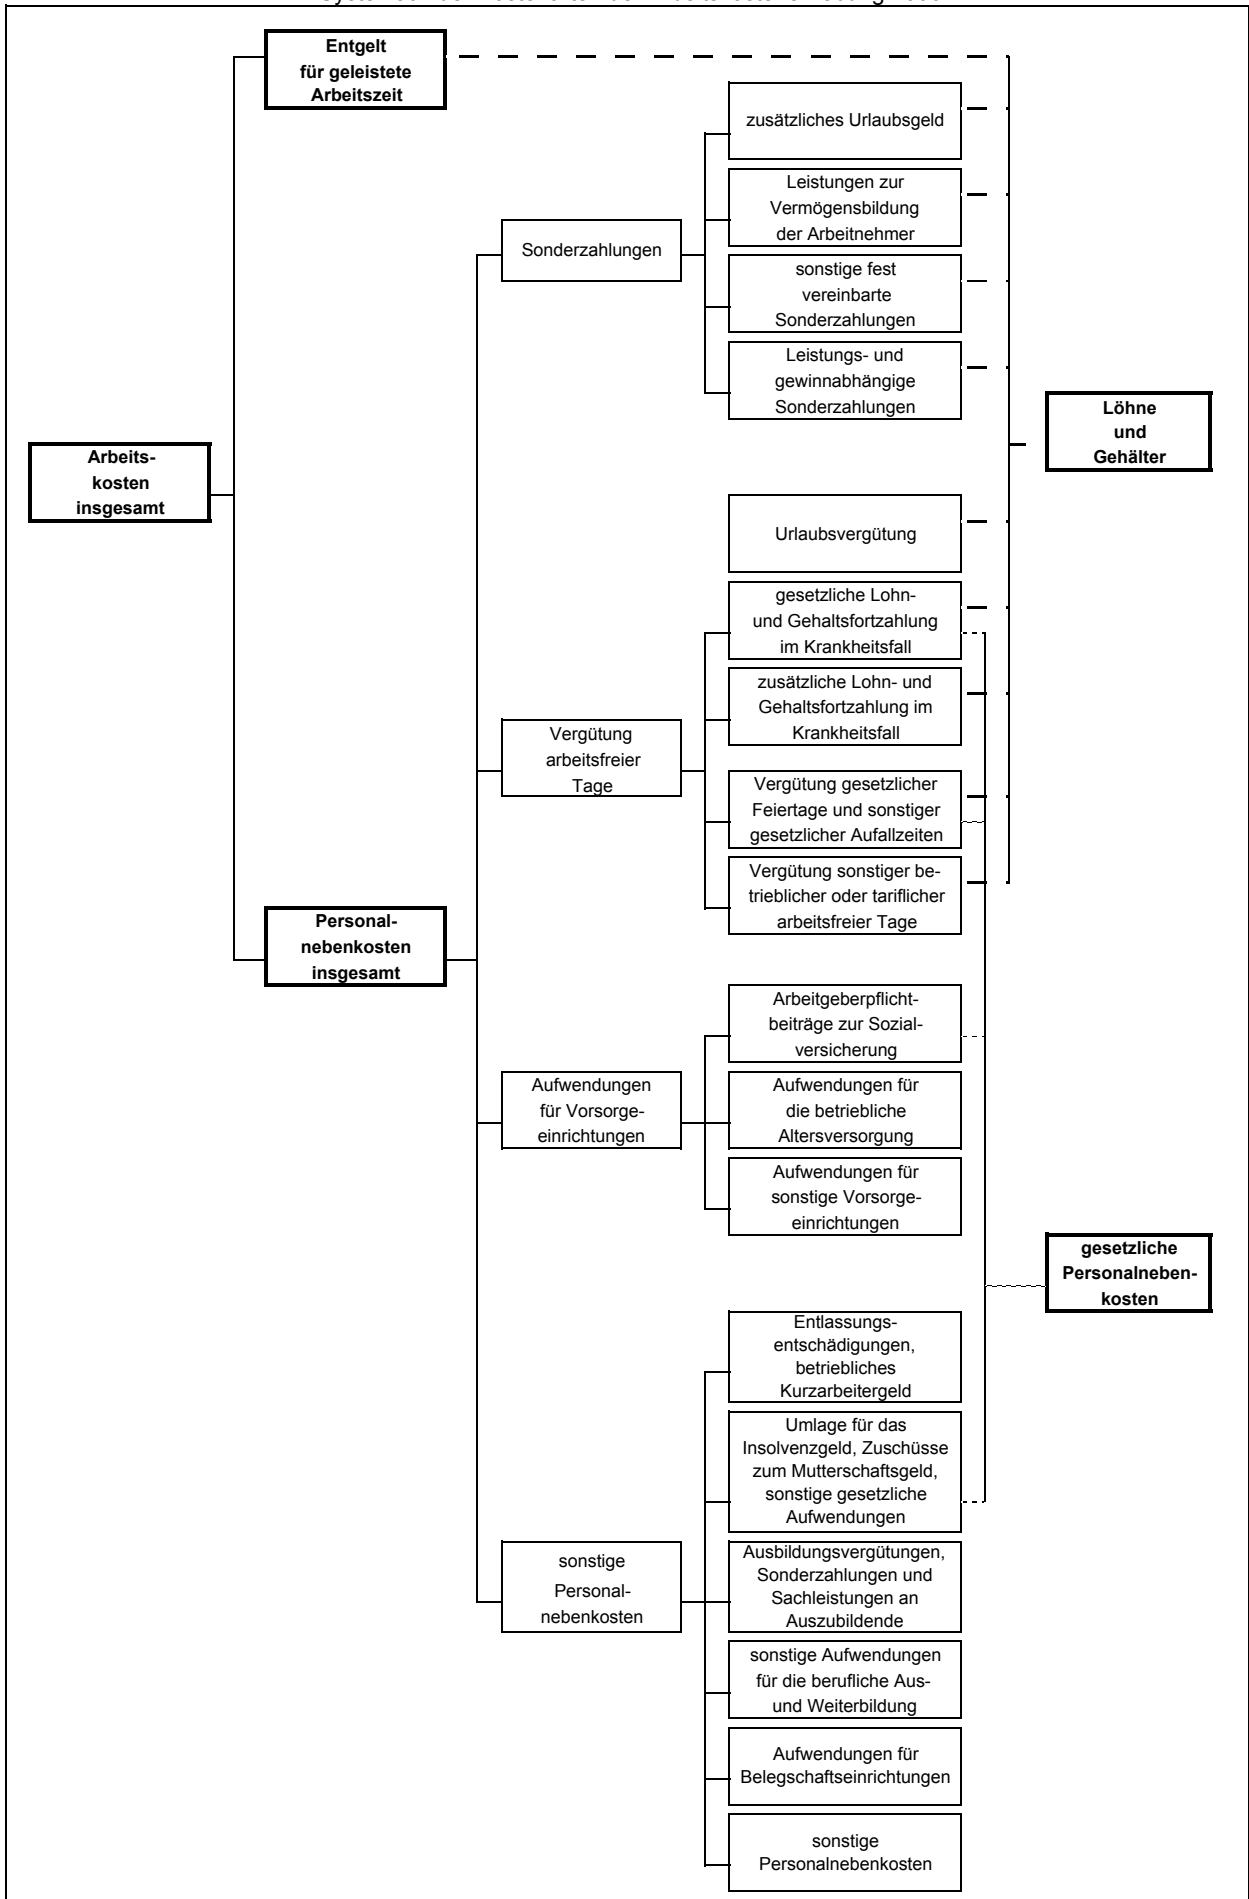 Entgelt
für geleistete
Arbeitszeit
zusätzliches Urlaubsgeld
Leistungen zur
Vermögensbildung
der Arbeitnehmer
Sonderzahlungen
sonstige fest
vereinbarte
Sonderzahlungen
Leistungs- und
gewinnabhängige
Sonderzahlungen
Löhne
und
Gehälter
Arbeits-
kosten
insgesamt
Urlaubsvergütung
gesetzliche Lohn-
und Gehaltsfortzahlung
im Krankheitsfall
zusätzliche Lohn- und
Gehaltsfortzahlung im
Krankheitsfall
Vergütung
arbeitsfreier
Tage
Vergütung gesetzlicher
Feiertage und sonstiger
gesetzlicher Aufallzeiten
Vergütung sonstiger be-
trieblicher oder tariflicher
arbeitsfreier Tage
Personal-
nebenkosten
insgesamt
Arbeitgeberpflicht-
beiträge zur Sozial-
versicherung
Aufwendungen
für Vorsorge-
einrichtungen
Aufwendungen für
die betriebliche
Altersversorgung
Aufwendungen für
sonstige Vorsorge-
einrichtungen
gesetzliche
Personalneben-
kosten
Entlassungs-
entschädigungen,
betriebliches
Kurzarbeitergeld
Umlage für das
Insolvenzgeld, Zuschüsse
zum Mutterschaftsgeld,
sonstige gesetzliche
Aufwendungen
sonstige
Personal-
nebenkosten
Ausbildungsvergütungen,
Sonderzahlungen und
Sachleistungen an
Auszubildende
sonstige Aufwendungen
für die berufliche Aus-
und Weiterbildung
Aufwendungen für
Belegschaftseinrichtungen
sonstige
Personalnebenkosten